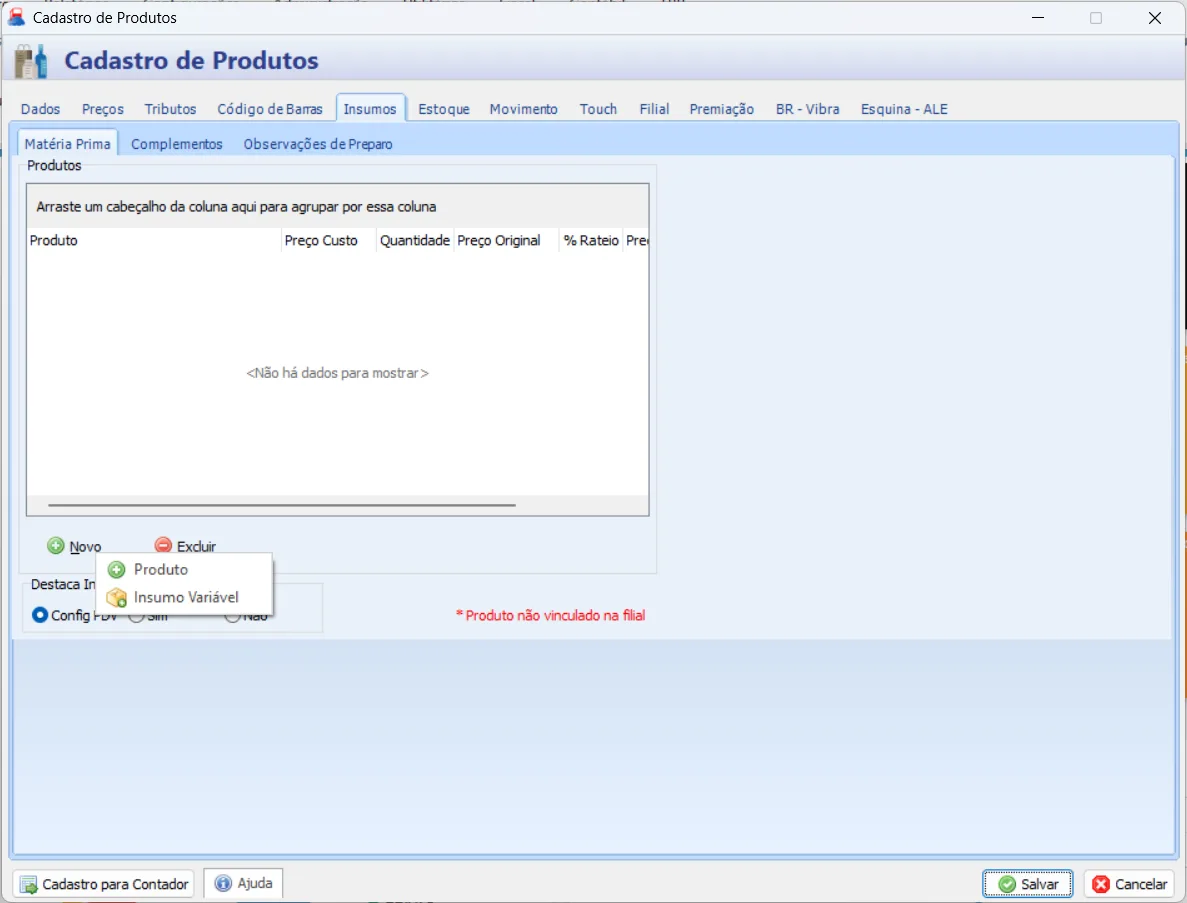 Cadastro de Produtos
Cadastro de Produtos
Dados Preços Tributos Código de Barras Insumos Estoque Movimento Touch Filial Premiação BR - Vibra Esquina - ALE
Matéria Prima Complementos Observações de Preparo
Produtos
Arraste um cabeçalho da coluna aqui para agrupar por essa coluna
Produto Preço Custo Quantidade Preço Original % Rateio
<Não há dados para mostrar>
Novo Excluir
Produto
Destaca
Insumo Variável
Config PDV Sim Não * Produto não vinculado na filial
Cadastro para Contador Ajuda Salvar Cancelar